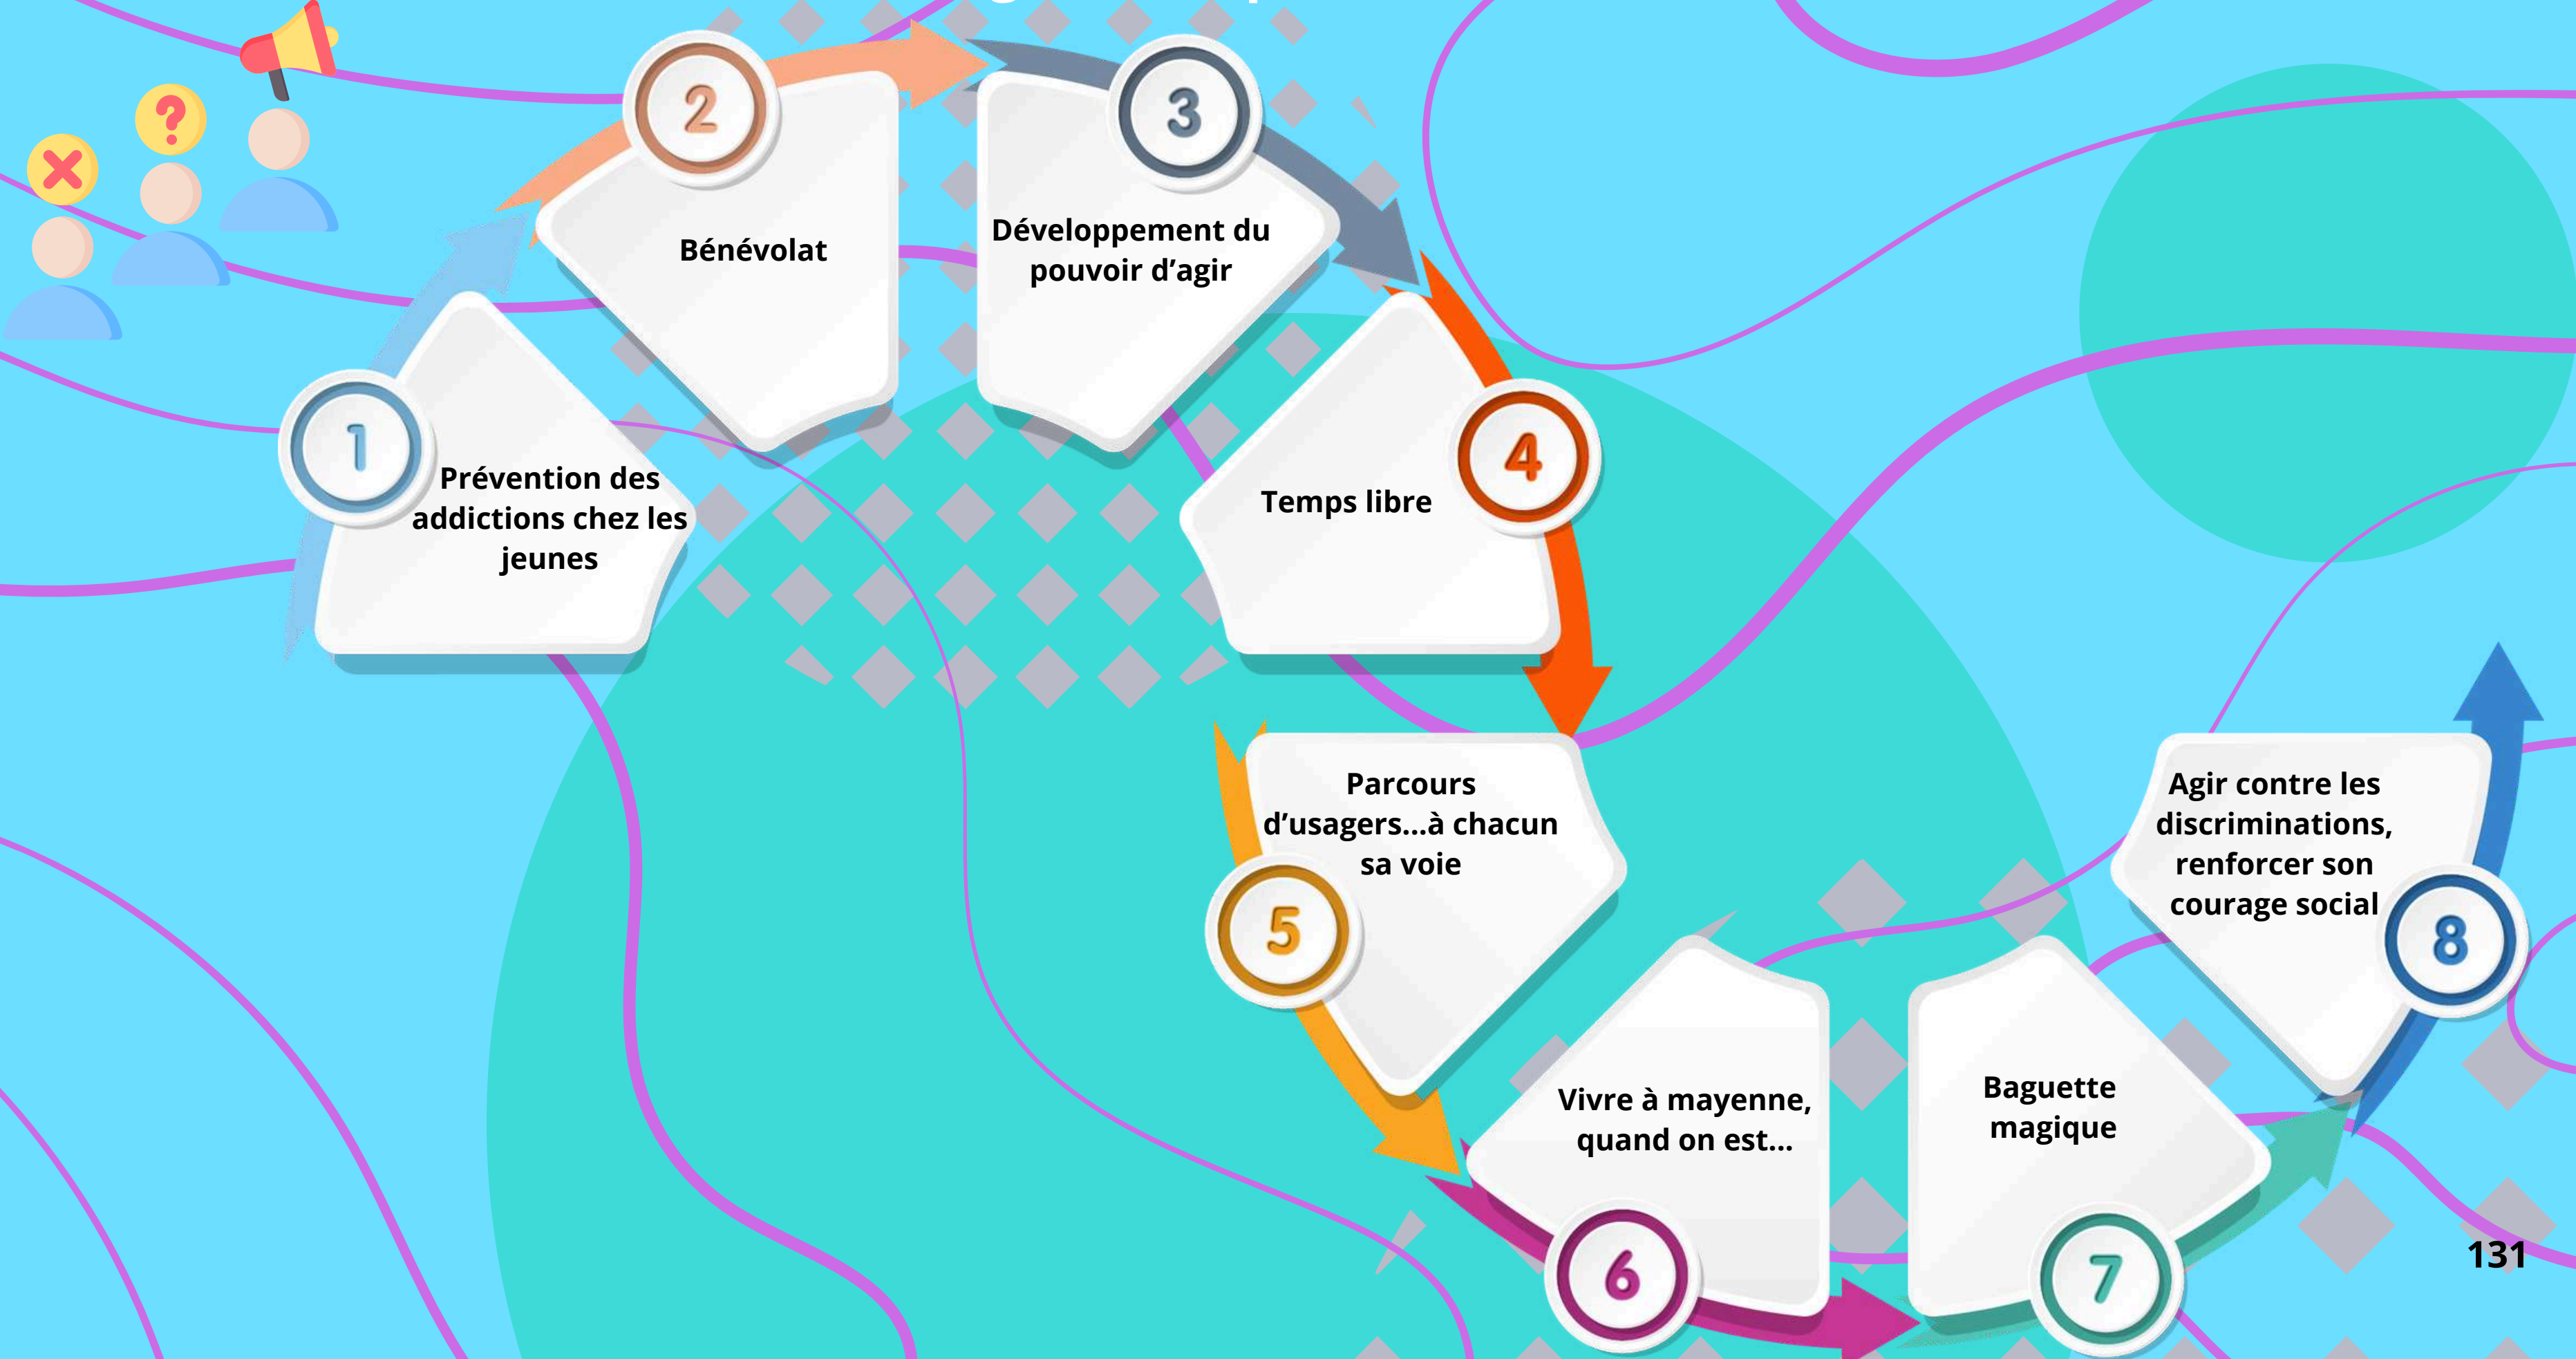 1
Prévention des
addictions chez les
jeunes
2
Bénévolat
3
Développement du
pouvoir d’agir
4
Temps libre
5
Parcours
d’usagers...à chacun
sa voie
6
Vivre à mayenne,
quand on est...
7
Baguette
magique
8
Agir contre les
discriminations,
renforcer son
courage social
?
131